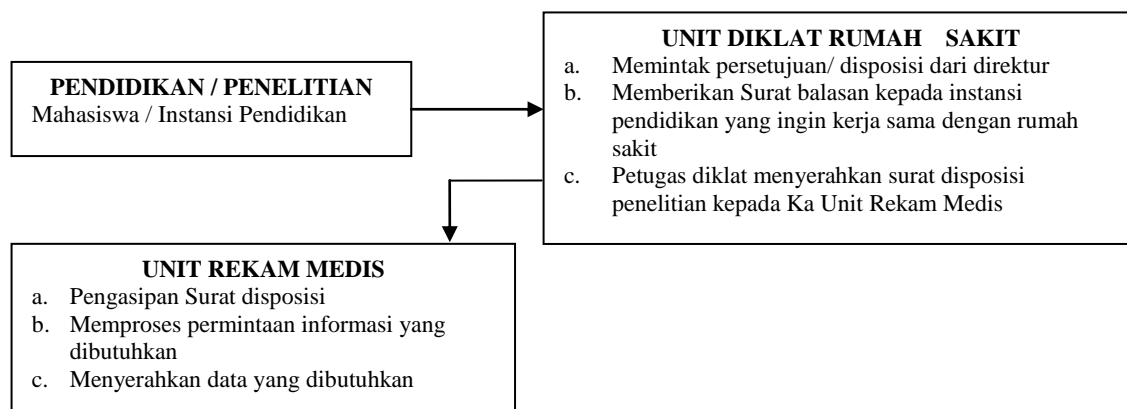 PENDIDIKAN / PENELITIAN
Mahasiswa / Instansi Pendidikan
UNIT DIKLAT RUMAH SAKIT
a. Memintak persetujuan/ disposisi dari direktur
b. Memberikan Surat balasan kepada instansi
pendidikan yang ingin kerja sama dengan rumah
sakit
c. Petugas diklat menyerahkan surat disposisi
penelitian kepada Ka Unit Rekam Medis
UNIT REKAM MEDIS
a. Pengasipan Surat disposisi
b. Memproses permintaan informasi yang
dibutuhkan
c. Menyerahkan data yang dibutuhkan